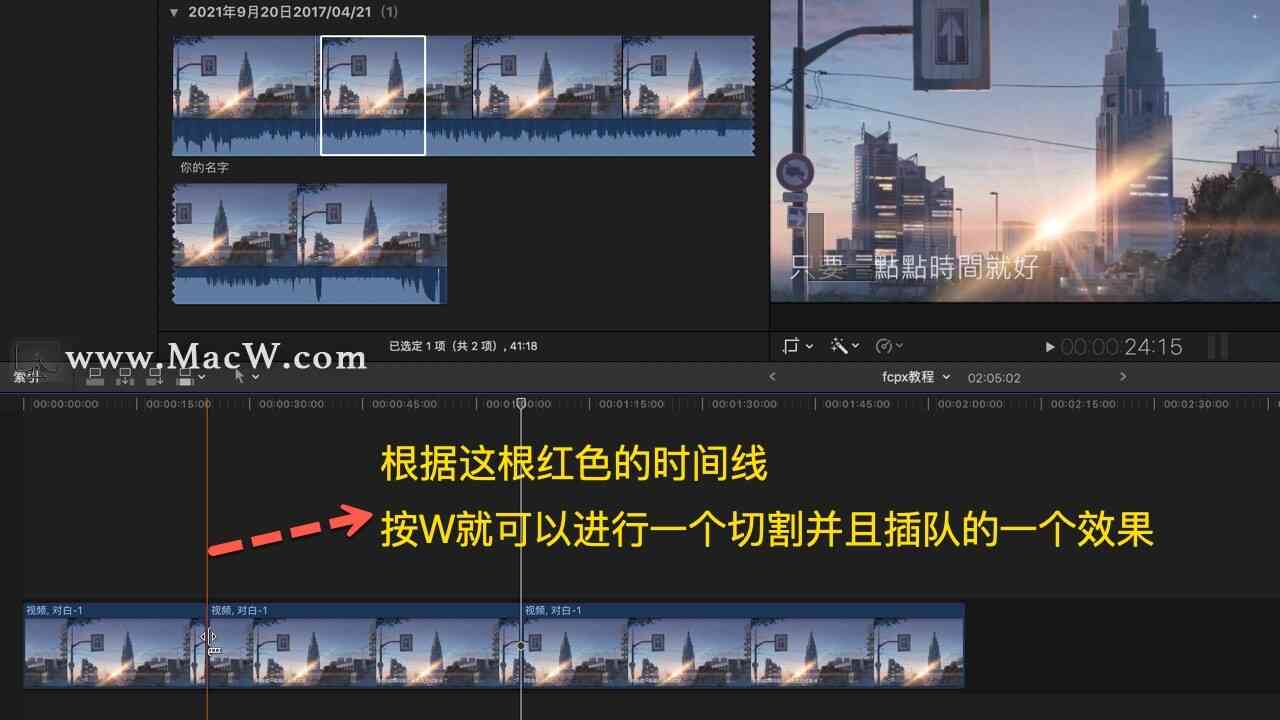 2021年9月20日2017/04/21 (1)
你的名字
只要一點點時間就好
已选定 1 项（共 2 项）, 41:18
00:00:24:15
www.MacW.com
索引
fcpx教程
02:05:02
00:00:00:00
00:00:15:00
00:00:30:00
00:00:45:00
00:01:00:00
00:01:15:00
00:01:30:00
00:01:45:00
00:02:00:00
00:02:15:00
00:02:30:00
根据这根红色的时间线
按W就可以进行一个切割并且插队的一个效果
视频, 对白-1
视频, 对白-1
视频, 对白-1